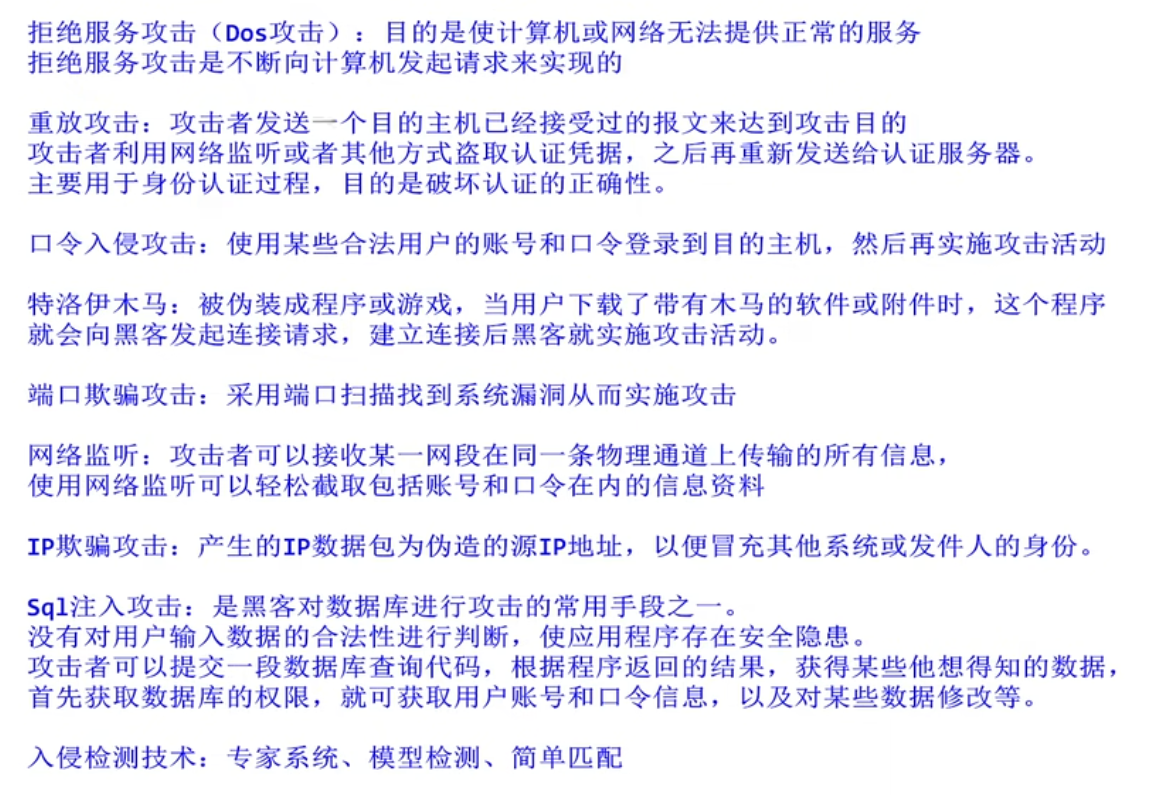 拒绝服务攻击（Dos攻击）：目的是使计算机或网络无法提供正常的服务
拒绝服务攻击是不断向计算机发起请求来实现的
重放攻击：攻击者发送一个目的主机已经接受过的报文来达到攻击目的
攻击者利用网络监听或者其他方式盗取认证凭据，之后再重新发送给认证服务器。
主要用于身份认证过程，目的是破坏认证的正确性。
口令入侵攻击：使用某些合法用户的账号和口令登录到目的主机，然后再实施攻击活动
特洛伊木马：被伪装成程序或游戏，当用户下载了带有木马的软件或附件时，这个程序
就会向黑客发起连接请求，建立连接后黑客就实施攻击活动。
端口欺骗攻击：采用端口扫描找到系统漏洞从而实施攻击
网络监听：攻击者可以接收某一网段在同一条物理通道上传输的所有信息，
使用网络监听可以轻松截取包括账号和口令在内的信息资料
IP欺骗攻击：产生的IP数据包为伪造的源IP地址，以便冒充其他系统或发件人的身份。
Sql注入攻击：是黑客对数据库进行攻击的常用手段之一。
没有对用户输入数据的合法性进行判断，使应用程序存在安全隐患。
攻击者可以提交一段数据库查询代码，根据程序返回的结果，获得某些他想得知的数据，
首先获取数据库的权限，就可获取用户账号和口令信息，以及对某些数据修改等。
入侵检测技术：专家系统、模型检测、简单匹配